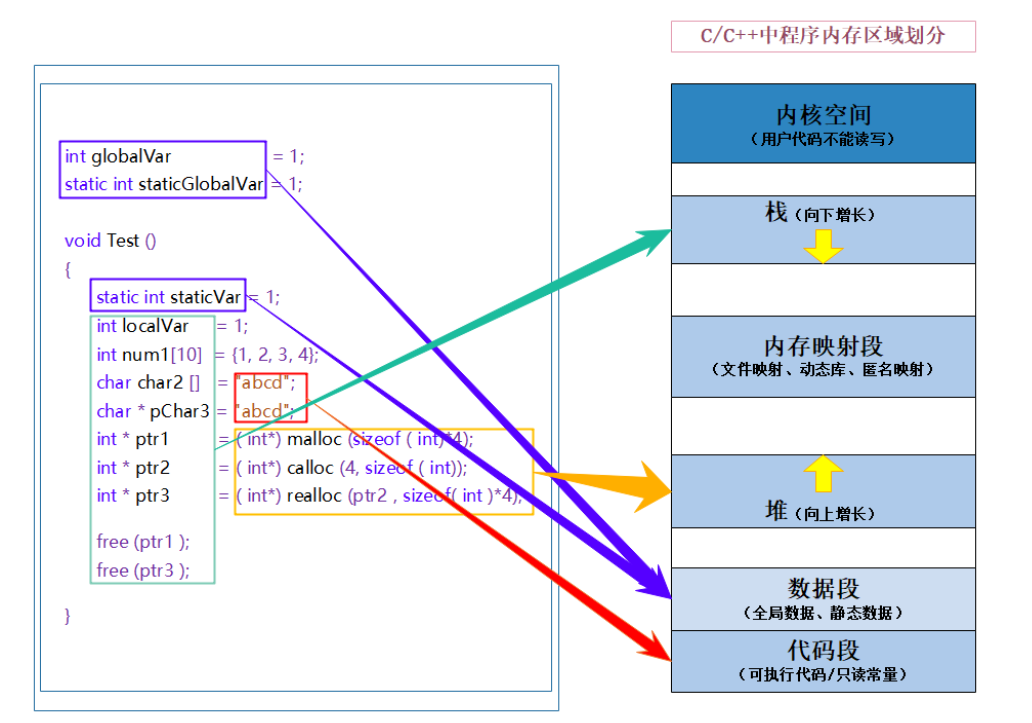 C/C++中程序内存区域划分
int globalVar = 1;
static int staticGlobalVar = 1;
void Test ()
{
static int staticVar = 1;
int localVar = 1;
int num1[10] = {1, 2, 3, 4};
char char2 [] = "abcd";
char * pChar3 = "abcd";
int * ptr1 = ( int*) malloc (sizeof ( int)*4);
int * ptr2 = ( int*) calloc (4, sizeof ( int));
int * ptr3 = ( int*) realloc (ptr2 , sizeof( int )*4);
free (ptr1 );
free (ptr3 );
}
内核空间
（用户代码不能读写）
栈（向下增长）
内存映射段
（文件映射、动态库、匿名映射）
堆（向上增长）
数据段
（全局数据、静态数据）
代码段
（可执行代码/只读常量）